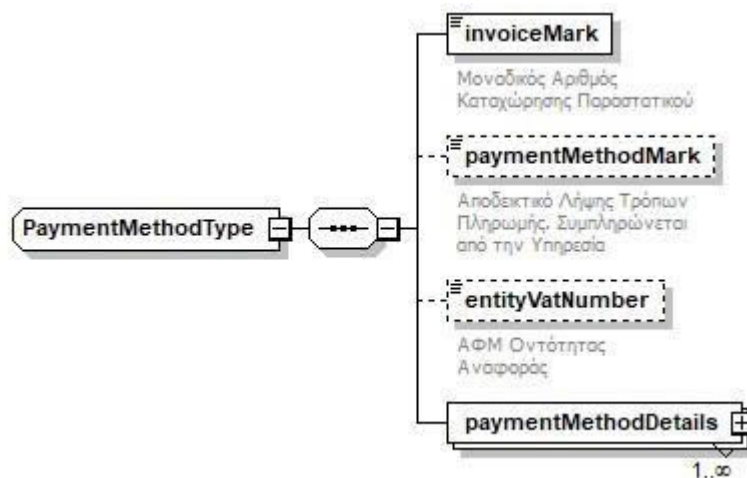 invoiceMark
Μοναδικός Αριθμός
Καταχώρησης Παραστατικού
paymentMethodMark
Αποδεικτικό Λήψης Τρόπων
Πληρωμής. Συμπληρώνεται
από την Υπηρεσία
PaymentMethodType
entityVatNumber
ΑΦΜ Οντότητας
Αναφοράς
paymentMethodDetails
1..∞